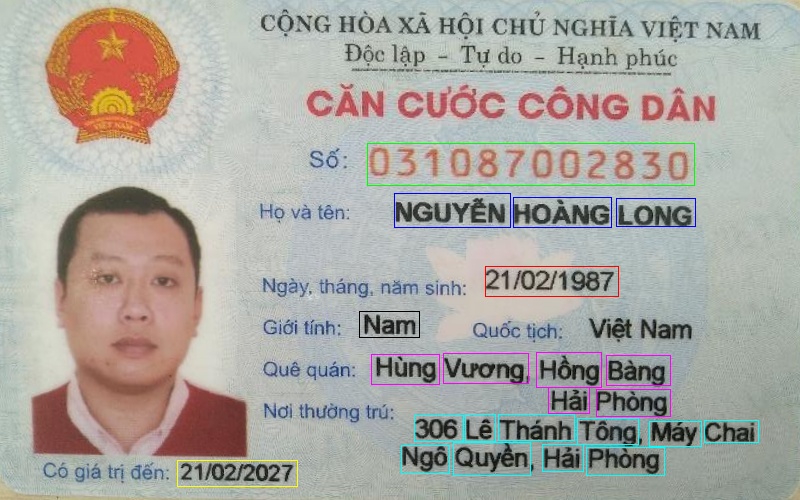 CỘNG HÒA XÃ HỘI CHỦ NGHĨA VIỆT NAM
Độc lập - Tự do - Hạnh phúc
CĂN CƯỚC CÔNG DÂN
Số: 031087002830
Họ và tên: NGUYỄN HOÀNG LONG
Ngày, tháng, năm sinh: 21/02/1987
Giới tính: Nam Quốc tịch: Việt Nam
Quê quán: Hùng Vương, Hồng Bàng
Hải Phòng
Nơi thường trú: 306 Lê Thánh Tông, Máy Chai
Ngô Quyền, Hải Phòng
Có giá trị đến: 21/02/2027
VIỆT NAM